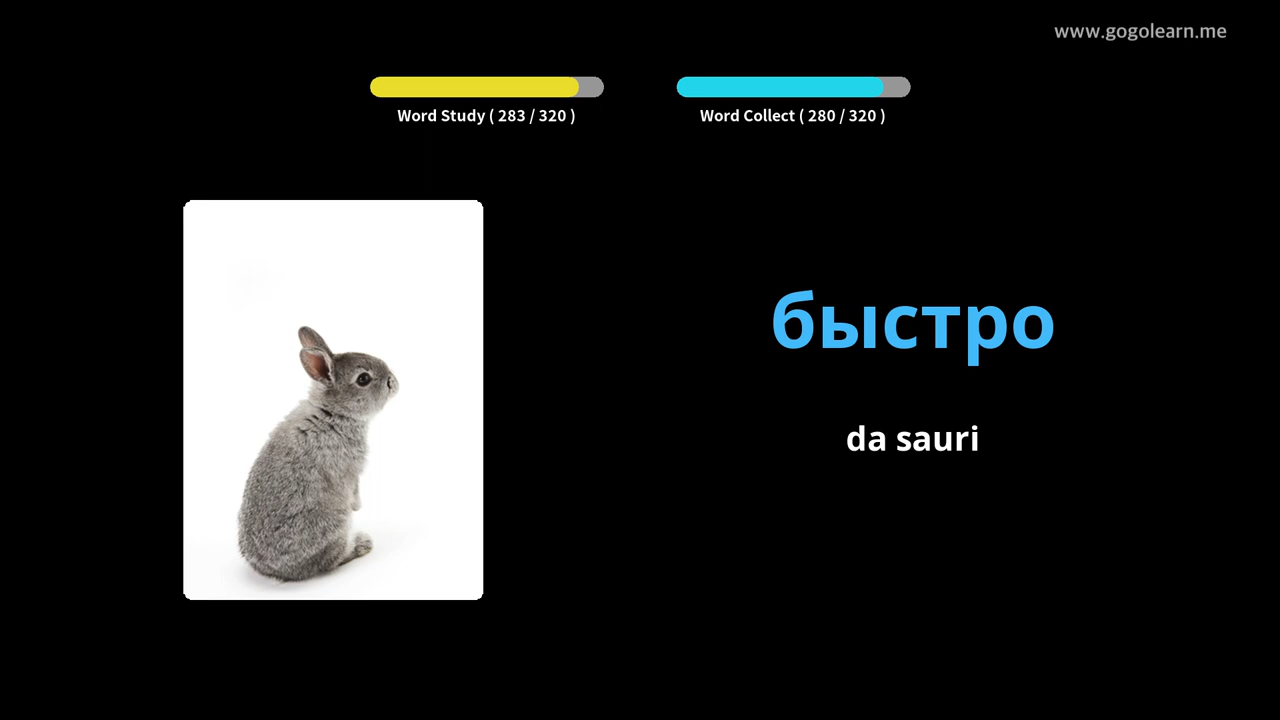 www.gogolearn.me
Word Study ( 283 / 320 )
Word Collect ( 280 / 320 )
быстро
da sauri